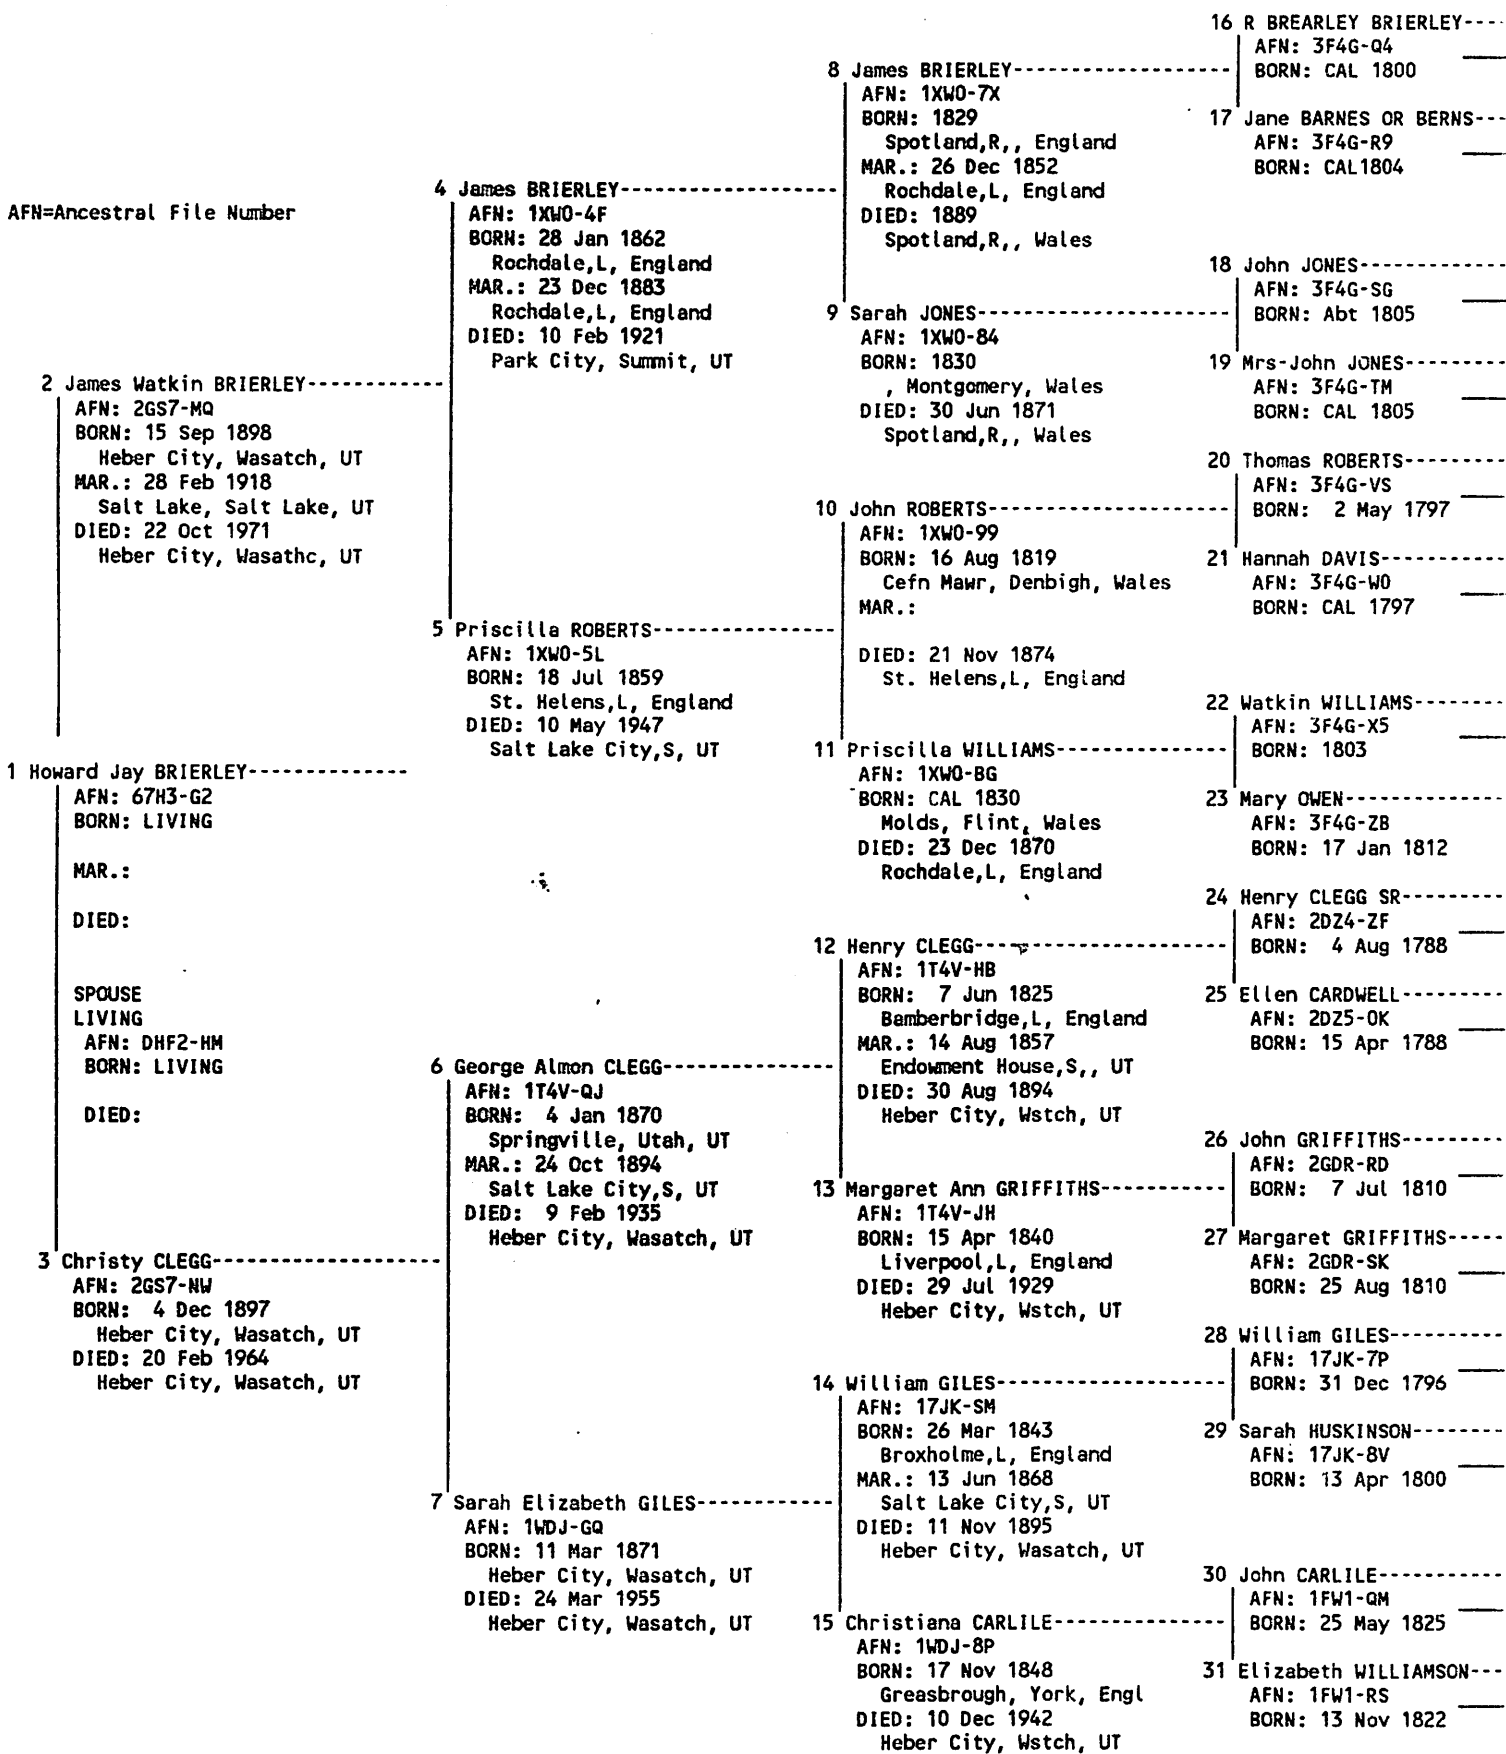 AFN=Ancestral File Number
1 Howard Jay BRIERLEY--------------
AFN: 67H3-G2
BORN: LIVING
MAR.:
DIED:
SPOUSE
LIVING
AFN: DHF2-HM
BORN: LIVING
DIED:
2 James Watkin BRIERLEY------------
AFN: 2GS7-MQ
BORN: 15 Sep 1898
Heber City, Wasatch, UT
MAR.: 28 Feb 1918
Salt Lake, Salt Lake, UT
DIED: 22 Oct 1971
Heber City, Wasathc, UT
3 Christy CLEGG--------------------
AFN: 2GS7-NW
BORN: 4 Dec 1897
Heber City, Wasatch, UT
DIED: 20 Feb 1964
Heber City, Wasatch, UT
4 James BRIERLEY-------------------
AFN: 1XW0-4F
BORN: 28 Jan 1862
Rochdale,L, England
MAR.: 23 Dec 1883
Rochdale,L, England
DIED: 10 Feb 1921
Park City, Summit, UT
5 Priscilla ROBERTS----------------
AFN: 1XW0-5L
BORN: 18 Jul 1859
St. Helens,L, England
DIED: 10 May 1947
Salt Lake City,S, UT
6 George Almon CLEGG---------------
AFN: 1T4V-QJ
BORN: 4 Jan 1870
Springville, Utah, UT
MAR.: 24 Oct 1894
Salt Lake City,S, UT
DIED: 9 Feb 1935
Heber City, Wasatch, UT
7 Sarah Elizabeth GILES------------
AFN: 1WDJ-GQ
BORN: 11 Mar 1871
Heber City, Wasatch, UT
DIED: 24 Mar 1955
Heber City, Wasatch, UT
8 James BRIERLEY-------------------
AFN: 1XW0-7X
BORN: 1829
Spotland,R,, England
MAR.: 26 Dec 1852
Rochdale,L, England
DIED: 1889
Spotland,R,, Wales
9 Sarah JONES----------------------
AFN: 1XW0-84
BORN: 1830
, Montgomery, Wales
DIED: 30 Jun 1871
Spotland,R,, Wales
10 John ROBERTS---------------------
AFN: 1XW0-99
BORN: 16 Aug 1819
Cefn Mawr, Denbigh, Wales
MAR.:
DIED: 21 Nov 1874
St. Helens,L, England
11 Priscilla WILLIAMS---------------
AFN: 1XW0-BG
BORN: CAL 1830
Molds, Flint, Wales
DIED: 23 Dec 1870
Rochdale,L, England
12 Henry CLEGG----------------------
AFN: 1T4V-HB
BORN: 7 Jun 1825
Bamberbridge,L, England
MAR.: 14 Aug 1857
Endowment House,S,, UT
DIED: 30 Aug 1894
Heber City, Wstch, UT
13 Margaret Ann GRIFFITHS-----------
AFN: 1T4V-JH
BORN: 15 Apr 1840
Liverpool,L, England
DIED: 29 Jul 1929
Heber City, Wstch, UT
14 William GILES--------------------
AFN: 17JK-SM
BORN: 26 Mar 1843
Broxholme,L, England
MAR.: 13 Jun 1868
Salt Lake City,S, UT
DIED: 11 Nov 1895
Heber City, Wasatch, UT
15 Christiana CARLILE---------------
AFN: 1WDJ-8P
BORN: 17 Nov 1848
Greasbrough, York, Engl
DIED: 10 Dec 1942
Heber City, Wstch, UT
16 R BREARLEY BRIERLEY----
AFN: 3F4G-Q4
BORN: CAL 1800
17 Jane BARNES OR BERNS---
AFN: 3F4G-R9
BORN: CAL1804
18 John JONES-------------
AFN: 3F4G-SG
BORN: Abt 1805
19 Mrs-John JONES---------
AFN: 3F4G-TM
BORN: CAL 1805
20 Thomas ROBERTS---------
AFN: 3F4G-VS
BORN: 2 May 1797
21 Hannah DAVIS-----------
AFN: 3F4G-W0
BORN: CAL 1797
22 Watkin WILLIAMS--------
AFN: 3F4G-X5
BORN: 1803
23 Mary OWEN--------------
AFN: 3F4G-ZB
BORN: 17 Jan 1812
24 Henry CLEGG SR---------
AFN: 2DZ4-ZF
BORN: 4 Aug 1788
25 Ellen CARDWELL---------
AFN: 2DZ5-0K
BORN: 15 Apr 1788
26 John GRIFFITHS---------
AFN: 2GDR-RD
BORN: 7 Jul 1810
27 Margaret GRIFFITHS-----
AFN: 2GDR-SK
BORN: 25 Aug 1810
28 William GILES----------
AFN: 17JK-7P
BORN: 31 Dec 1796
29 Sarah HUSKINSON--------
AFN: 17JK-8V
BORN: 13 Apr 1800
30 John CARLILE-----------
AFN: 1FW1-QM
BORN: 25 May 1825
31 Elizabeth WILLIAMSON---
AFN: 1FW1-RS
BORN: 13 Nov 1822